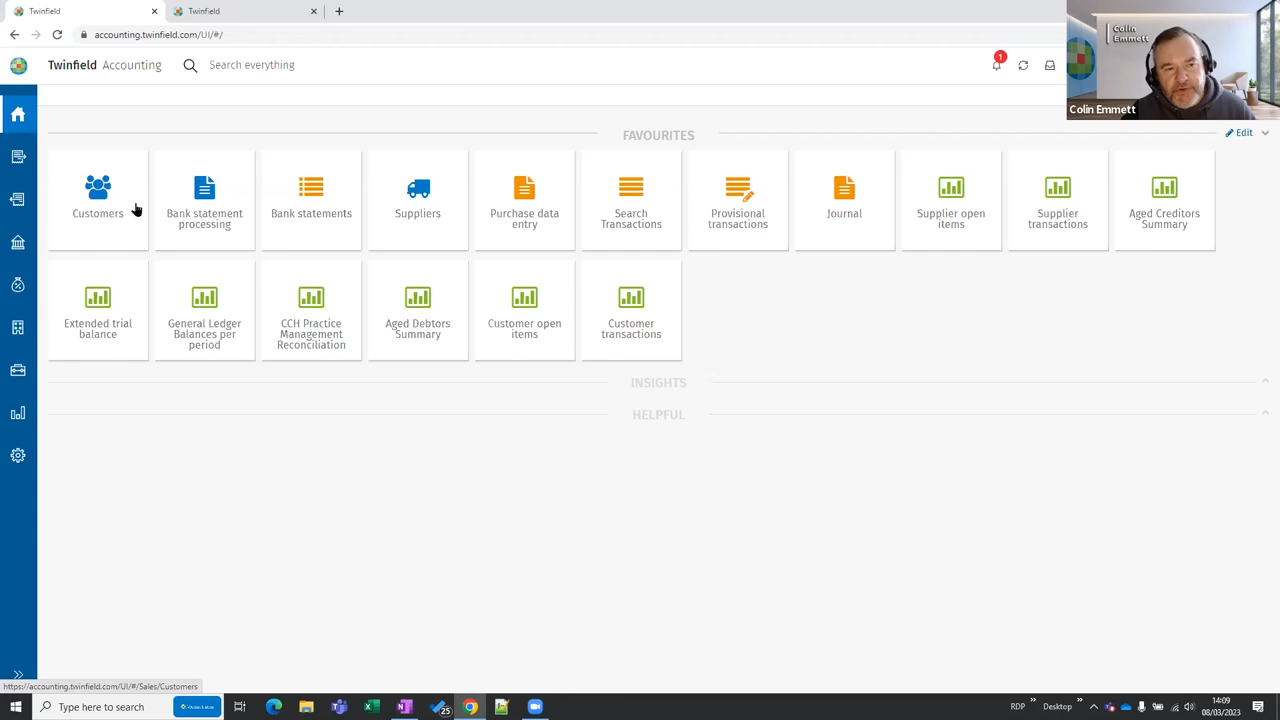 Twinfield
Twinfield
accounting.twinfield.com/UI/#/
Colin
Emmett
Twinfield Accounting
Search everything
1
Colin Emmett
FAVOURITES
Edit
Customers
Bank statement
processing
Bank statements
Suppliers
Purchase data
entry
Search
Transactions
Provisional
transactions
Journal
Supplier open
items
Supplier
transactions
Aged Creditors
Summary
Extended trial
balance
General Ledger
Balances per
period
CCH Practice
Management
Reconciliation
Aged Debtors
Summary
Customer open
items
Customer
transactions
INSIGHTS
HELPFUL
https://accounting.twinfield.com/UI/#/Sales/Customers
Type here to search
25
RDP
Desktop
14:09
08/03/2023